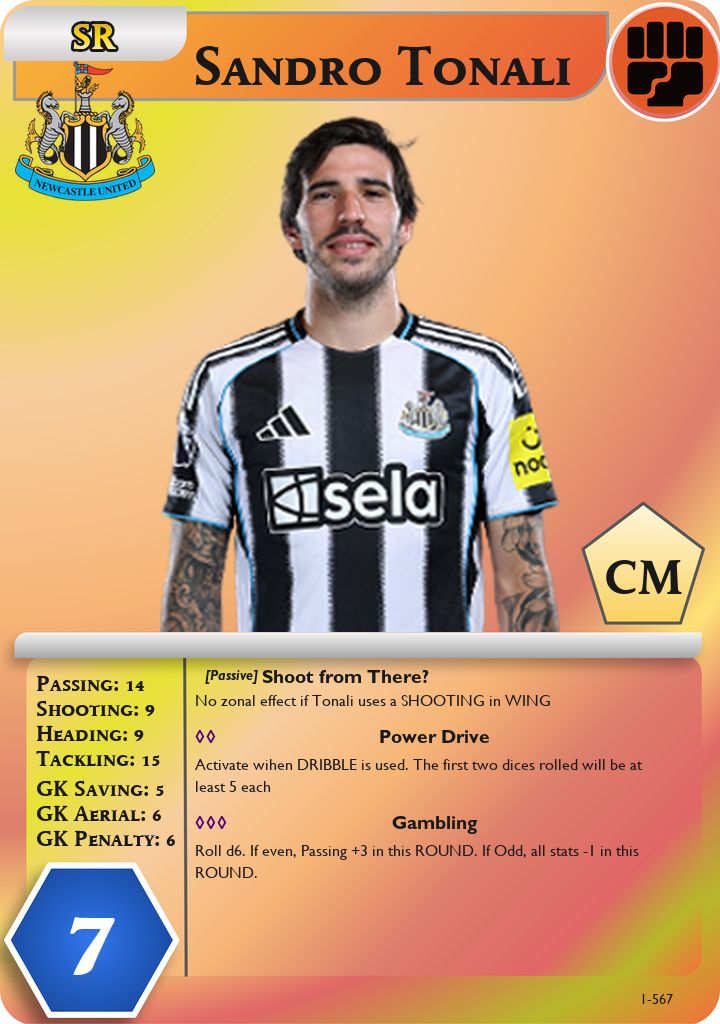 SR
Sandro Tonali
NEWCASTLE UNITED
sela
noo
CM
Passing: 14
Shooting: 9
Heading: 9
Tackling: 15
GK Saving: 5
GK Aerial: 6
GK Penalty: 6
7
[Passive] Shoot from There?
No zonal effect if Tonali uses a SHOOTING in WING
◊◊ Power Drive
Activate wihen DRIBBLE is used. The first two dices rolled will be at
least 5 each
◊◊◊ Gambling
Roll d6. If even, Passing +3 in this ROUND. If Odd, all stats -1 in this
ROUND.
1-567